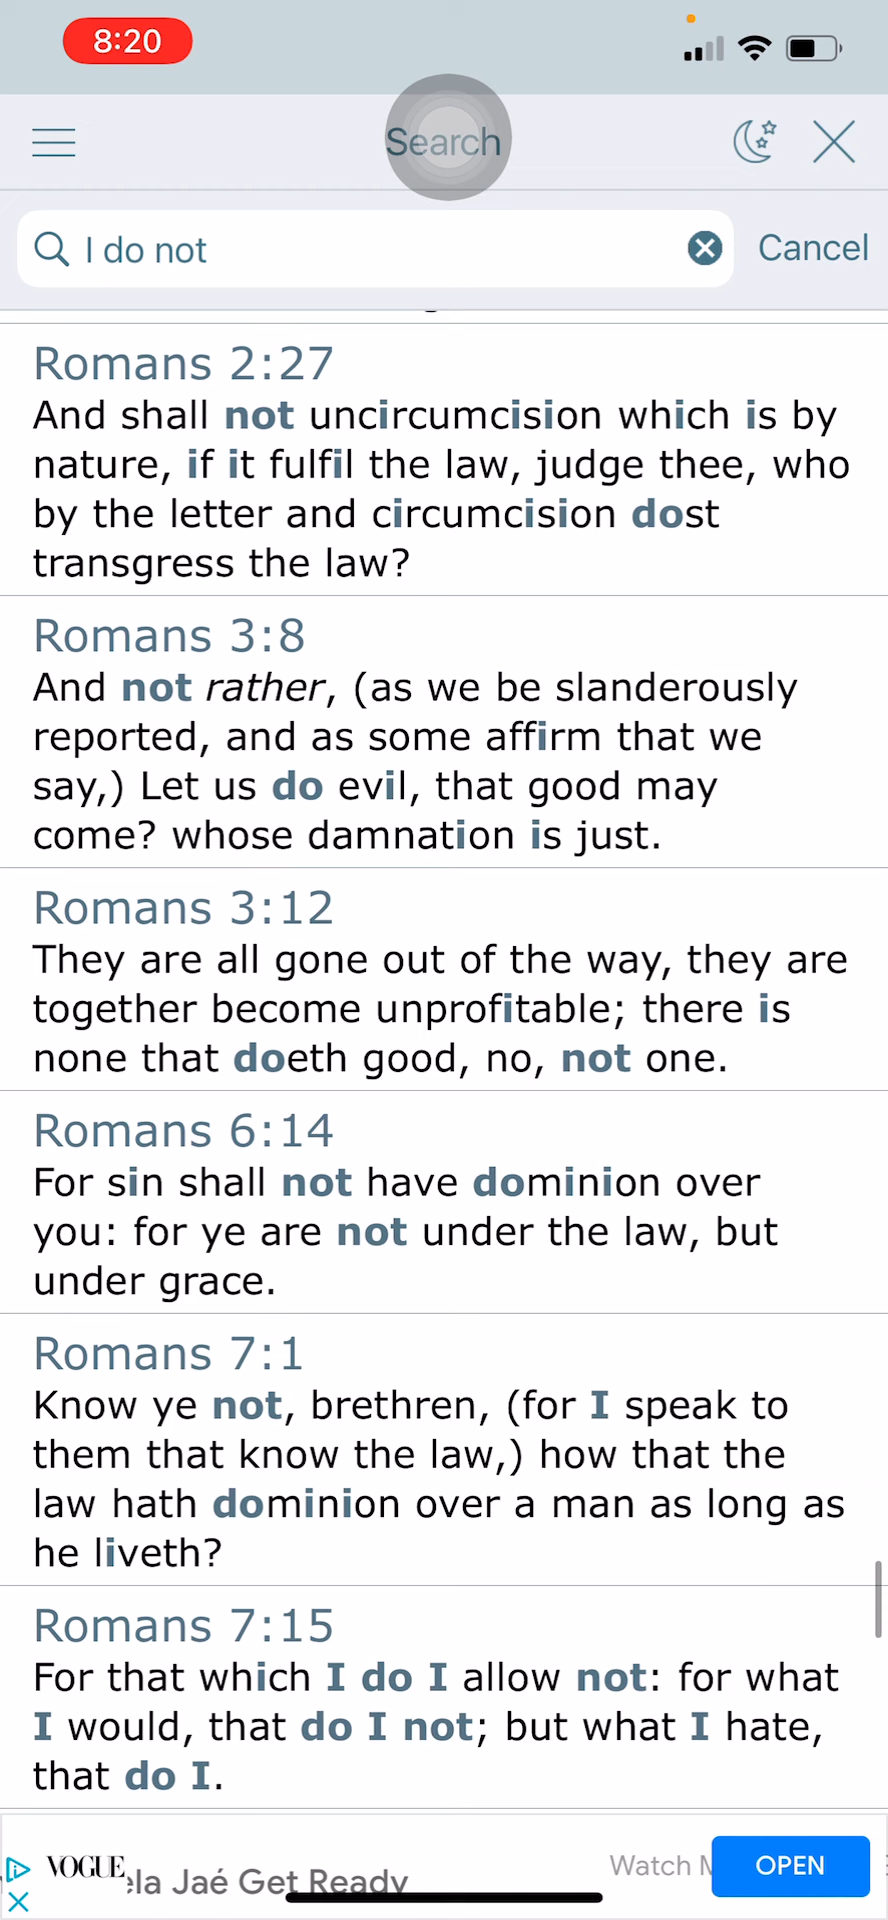 8:20
Search
I do not
Cancel
Romans 2:27
And shall not uncircumcision which is by
nature, if it fulfil the law, judge thee, who
by the letter and circumcision dost
transgress the law?
Romans 3:8
And not rather, (as we be slanderously
reported, and as some affirm that we
say,) Let us do evil, that good may
come? whose damnation is just.
Romans 3:12
They are all gone out of the way, they are
together become unprofitable; there is
none that doeth good, no, not one.
Romans 6:14
For sin shall not have dominion over
you: for ye are not under the law, but
under grace.
Romans 7:1
Know ye not, brethren, (for I speak to
them that know the law,) how that the
law hath dominion over a man as long as
he liveth?
Romans 7:15
For that which I do I allow not: for what
I would, that do I not; but what I hate,
that do I.
VOGUE
Jaé Get Ready
Watch
OPEN